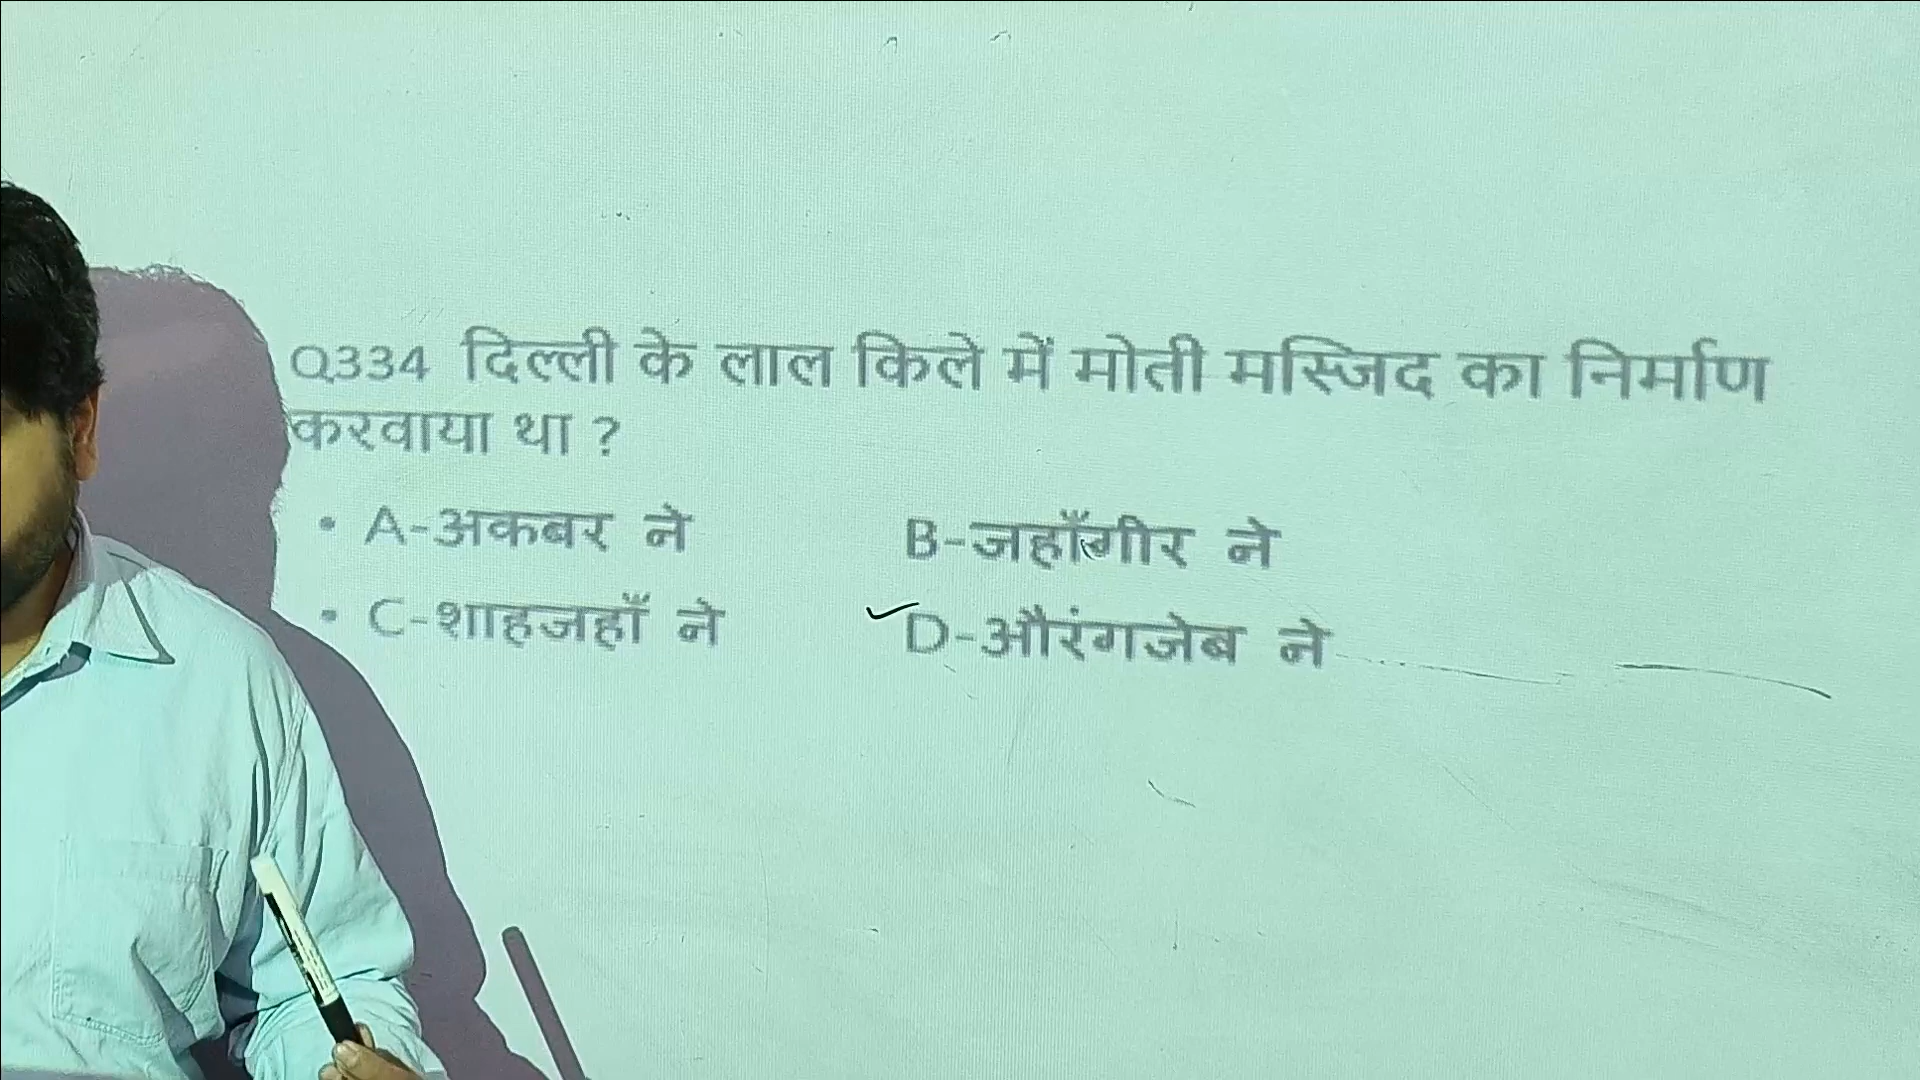 Q334 दिल्ली के लाल किले में मोती मस्जिद का निर्माण
करवाया था ?
• A-अकबर ने B-जहाँगीर ने
• C-शाहजहाँ ने ✓D-औरंगजेब ने